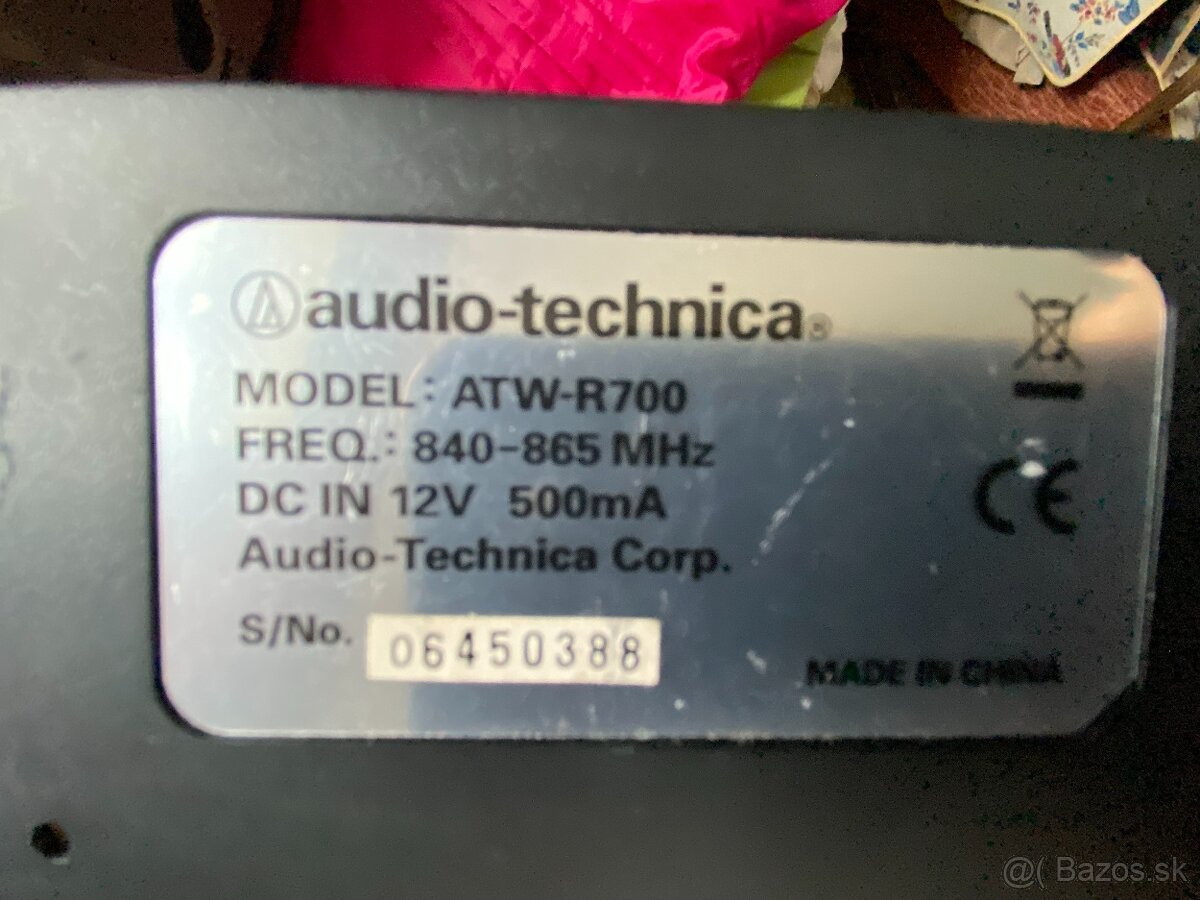 audio-technica®
MODEL: ATW-R700
FREQ.: 840-865 MHz
DC IN 12V 500mA
Audio-Technica Corp.
S/No. 06450388
CE
MADE IN CHINA
@( Bazos.sk